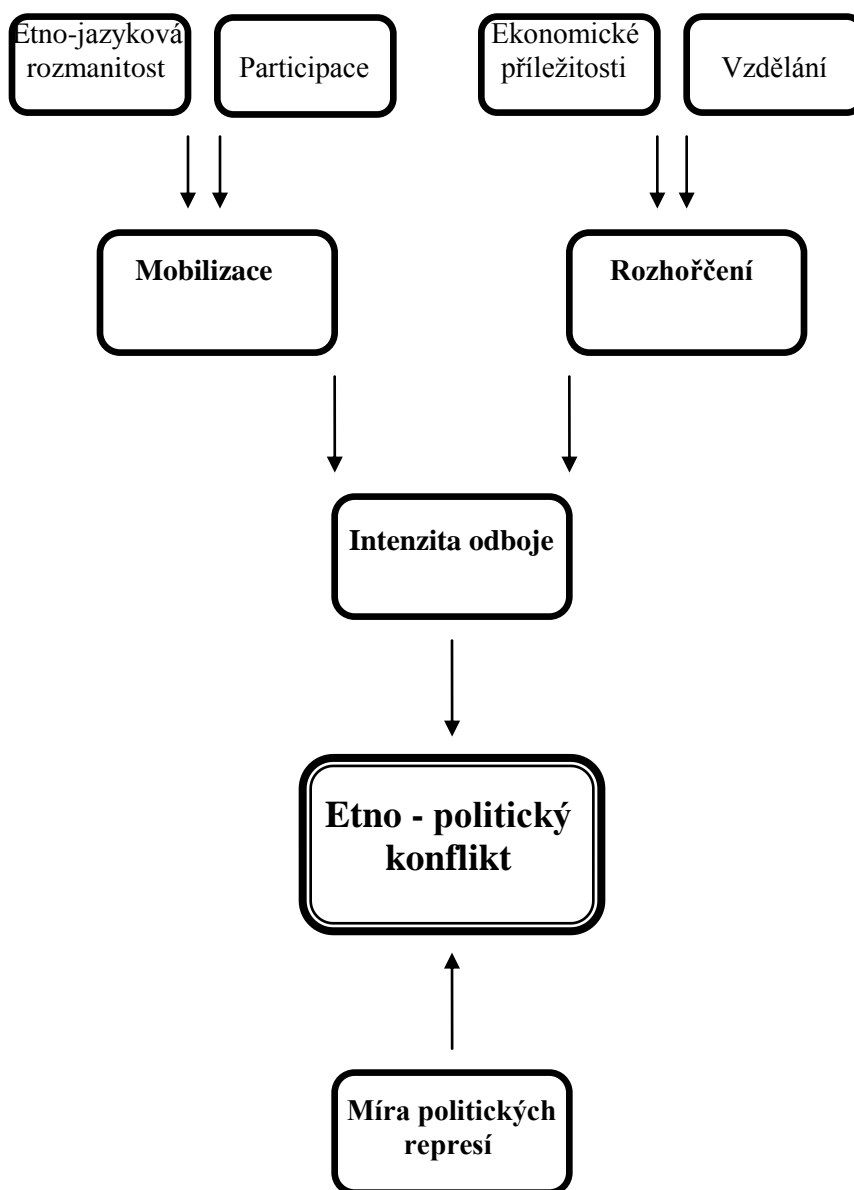 Etno-jazyková
rozmanitost
Participace
Ekonomické
příležitosti
Vzdělání
Mobilizace
Rozhořčení
Intenzita odboje
Etno - politický
konflikt
Míra politických
represí